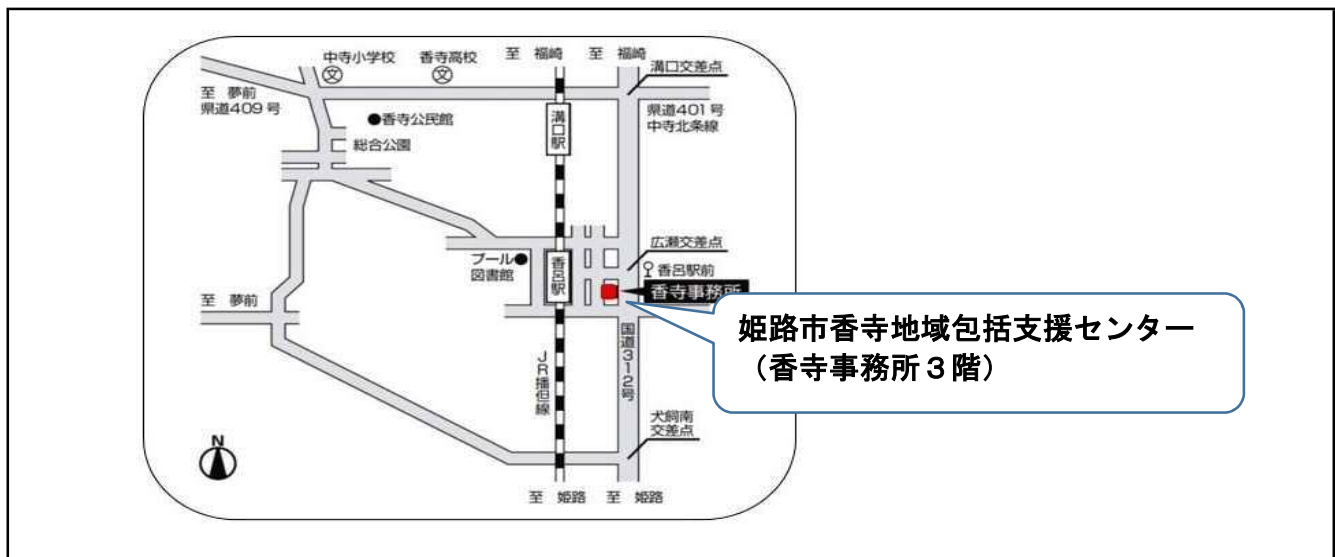 中寺小学校
香寺高校
至 福崎
至 福崎
溝口交差点
文
文
至 夢前
県道409号
●香寺公民館
総合公園
溝口駅
県道401号
中寺北条線
広瀬交差点
プール●
図書館
香呂駅
香呂駅前
香寺事務所
至 夢前
姫路市香寺地域包括支援センター
(香寺事務所3階)
国道312号
JR播但線
犬飼南
交差点
N
至 姫路
至 姫路